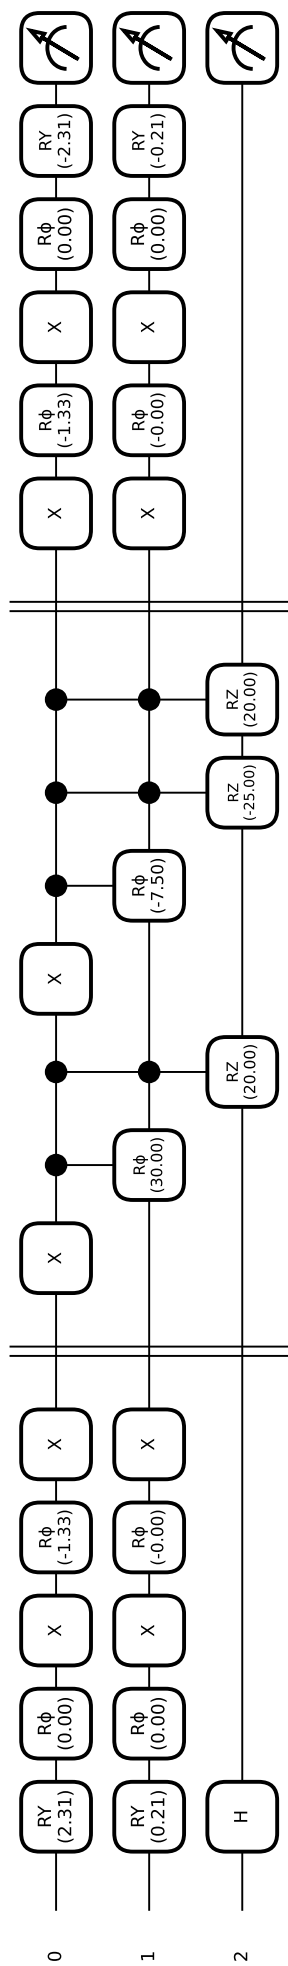 0
RY
(2.31)
Rϕ
(0.00)
X
Rϕ
(-1.33)
X
X
X
X
Rϕ
(-1.33)
X
Rϕ
(0.00)
RY
(-2.31)
1
RY
(0.21)
Rϕ
(0.00)
X
Rϕ
(-0.00)
X
Rϕ
(30.00)
Rϕ
(-7.50)
X
Rϕ
(-0.00)
X
Rϕ
(0.00)
RY
(-0.21)
2
H
RZ
(20.00)
RZ
(-25.00)
RZ
(20.00)